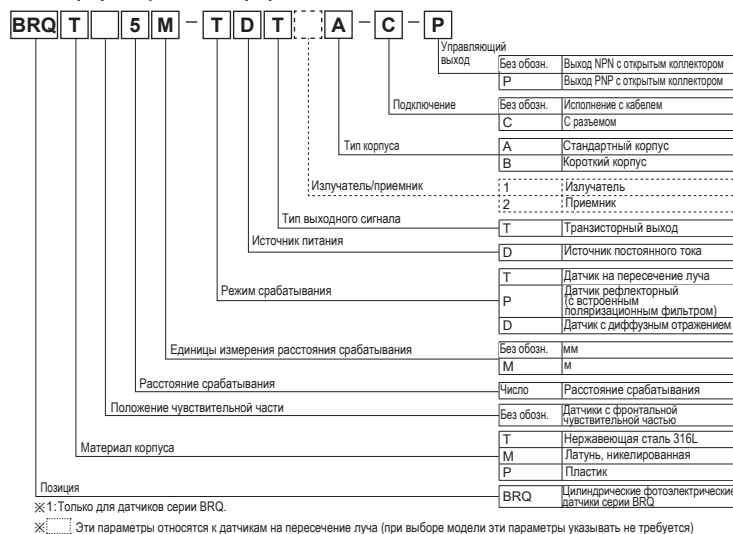 BRQ T 5 M - T D T A - C - P
Управляющий
выход
Без обозн. Выход NPN с открытым коллектором
P Выход PNP с открытым коллектором
Подключение
Без обозн. Исполнение с кабелем
C С разъемом
Тип корпуса
A Стандартный корпус
B Короткий корпус
Излучатель/приемник
1 Излучатель
2 Приемник
Тип выходного сигнала
T Транзисторный выход
Источник питания
D Источник постоянного тока
Режим срабатывания
T Датчик на пересечение луча
P Датчик рефлекторный
(с встроенным
поляризационным фильтром)
D Датчик с диффузным отражением
Единицы измерения расстояния срабатывания
Без обозн. мм
M м
Расстояние срабатывания
Число Расстояние срабатывания
Положение чувствительной части
Без обозн. Датчики с фронтальной
чувствительной частью
Материал корпуса
T Нержавеющая сталь 316L
M Латунь, никелированная
P Пластик
Позиция
BRQ Цилиндрические фотоэлектрические
датчики серии BRQ
※1:Только для датчиков серии BRQ.
※ Эти параметры относятся к датчикам на пересечение луча (при выборе модели эти параметры указывать не требуется)